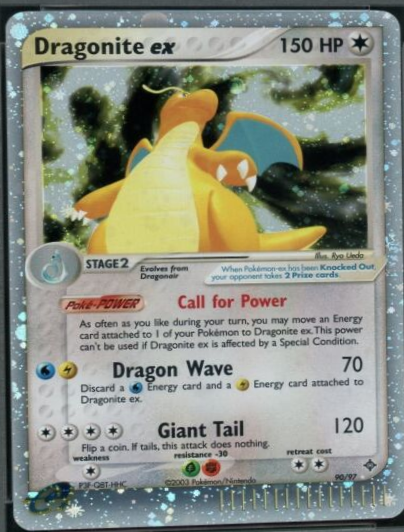 Dragonite ex 150 HP
Illus. Ryo Ueda
STAGE2 Evolves from Dragonair
When Pokémon-ex has been Knocked Out,
your opponent takes 2 Prize cards.
Poké-POWER Call for Power
As often as you like during your turn, you may move an Energy
card attached to 1 of your Pokémon to Dragonite ex. This power
can't be used if Dragonite ex is affected by a Special Condition.
Dragon Wave 70
Discard a Energy card and a Energy card attached to
Dragonite ex.
Giant Tail 120
Flip a coin. If tails, this attack does nothing.
weakness resistance -30 retreat cost
P3F-QBT-HHC ©2003 Pokémon/Nintendo 90/97